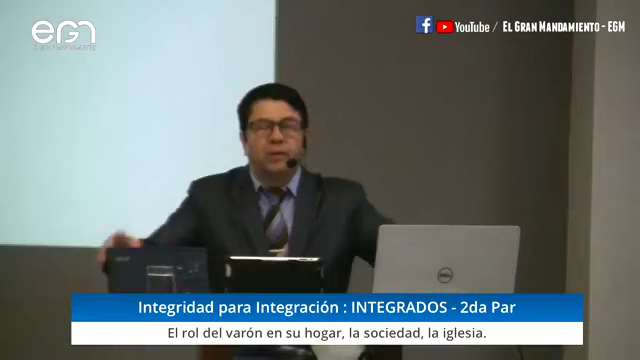 EGM
YouTube / El Gran Mandamiento - EGM
acer
DELL
Integridad para Integración : INTEGRADOS - 2da Par
El rol del varón en su hogar, la sociedad, la iglesia.